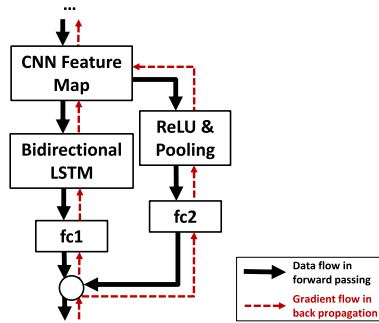 ...
CNN Feature
Map
ReLU &
Pooling
Bidirectional
LSTM
fc1
fc2
Data flow in
forward passing
Gradient flow in
back propagation